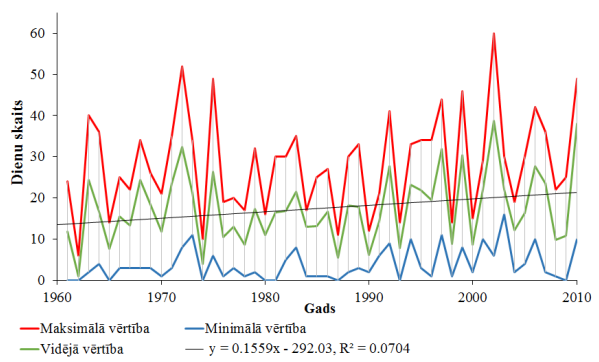 Dienu skaits
60
50
40
30
20
10
0
1960 1970 1980 1990 2000 2010
Gads
Maksimālā vērtība Minimālā vērtība
Vidējā vērtība y = 0.1559x - 292.03, R² = 0.0704